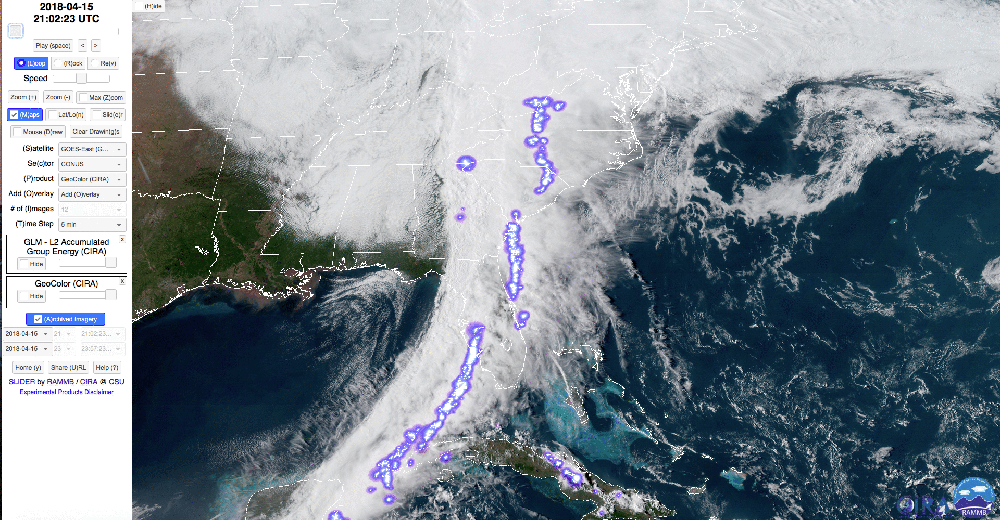 2018-04-15
21:02:23 UTC
Play (space)
<
>
(L)oop
(R)ock
Re(v)
Speed
Zoom (+)
Zoom (-)
Max (Z)oom
(M)aps
Lat/Lo(n)
Slid(e)r
Mouse (D)raw
Clear Drawin(g)s
(S)atellite
GOES-East (G...
Se(c)tor
CONUS
(P)roduct
GeoColor (CIRA)
Add (O)verlay
Add (O)verlay
# of (I)mages
12
(T)ime Step
5 min
GLM - L2 Accumulated
Group Energy (CIRA)
x
Hide
GeoColor (CIRA)
x
Hide
(A)rchived Imagery
2018-04-15
21
21:02:23...
2018-04-15
23
23:57:23...
Home (y)
Share (U)RL
Help (?)
SLIDER by RAMMB / CIRA @ CSU
Experimental Products Disclaimer
(H)ide
CIRA
RAMMB